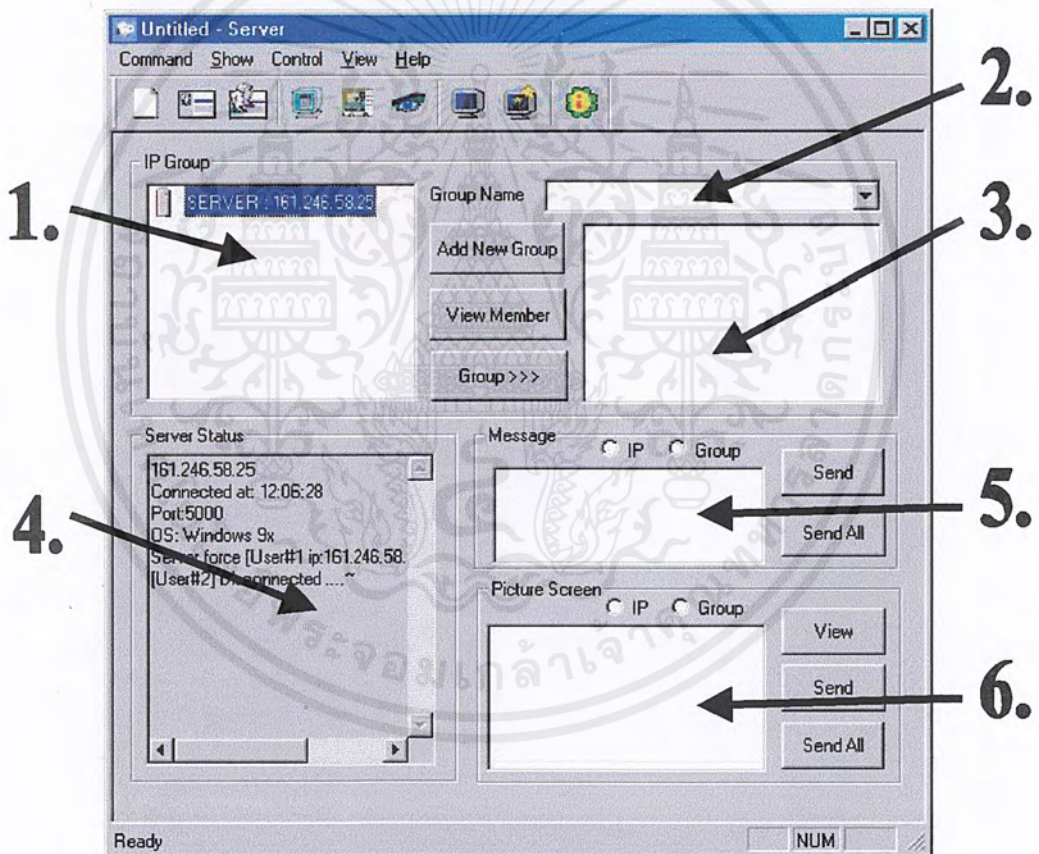 Untitled - Server
Command Show Control View Help
IP Group
SERVER : 161.246.58.25
Group Name
Add New Group
View Member
Group >>>
1.
2.
3.
Server Status
161.246.58.25
Connected at: 12:06:28
Port:5000
OS: Windows 9x
Server force [User#1 ip:161.246.58.
[User#2] Disconnected ....~
4.
Message
IP Group
Send
Send All
5.
Picture Screen
IP Group
View
Send
Send All
6.
Ready NUM